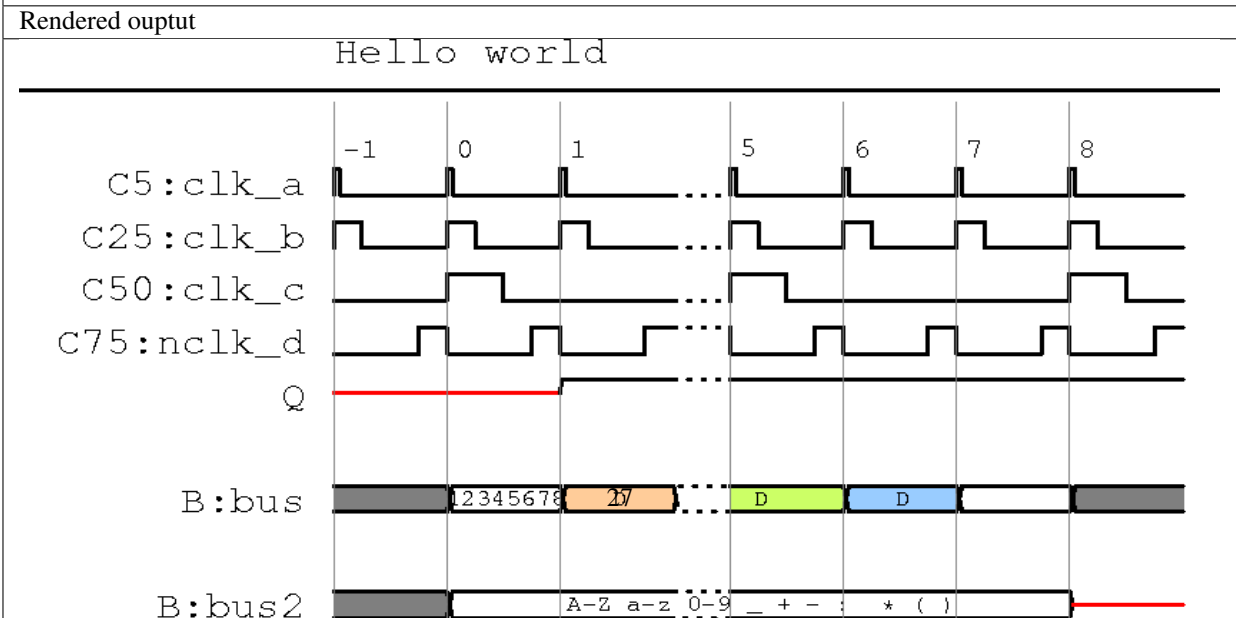 Rendered ouptut
Hello world
-1 0 1 5 6 7 8
C5:clk_a
C25:clk_b
C50:clk_c
C75:nclk_d
Q
B:bus 12345678 D D D
B:bus2 A-Z a-z 0-9 _ + - : * ( )